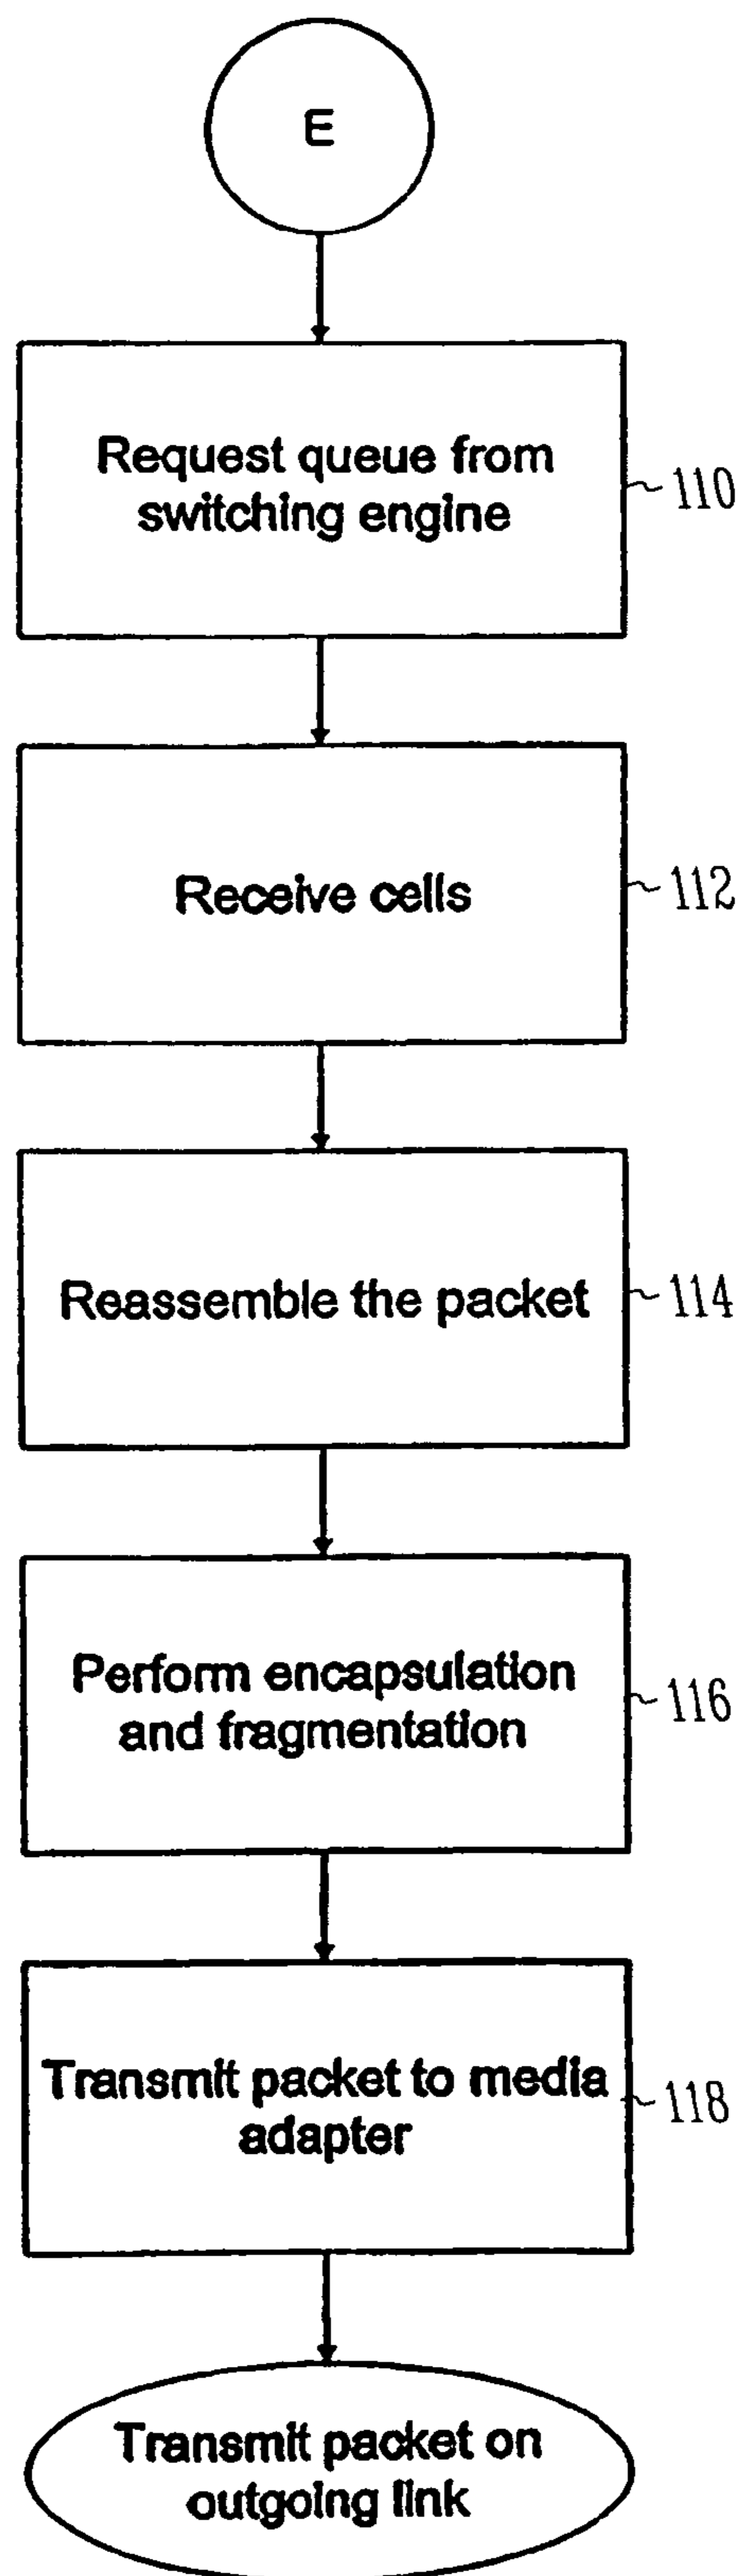 E
Request queue from
switching engine
110
Receive cells
112
Reassemble the packet
114
Perform encapsulation
and fragmentation
116
Transmit packet to media
adapter
118
Transmit packet on
outgoing link